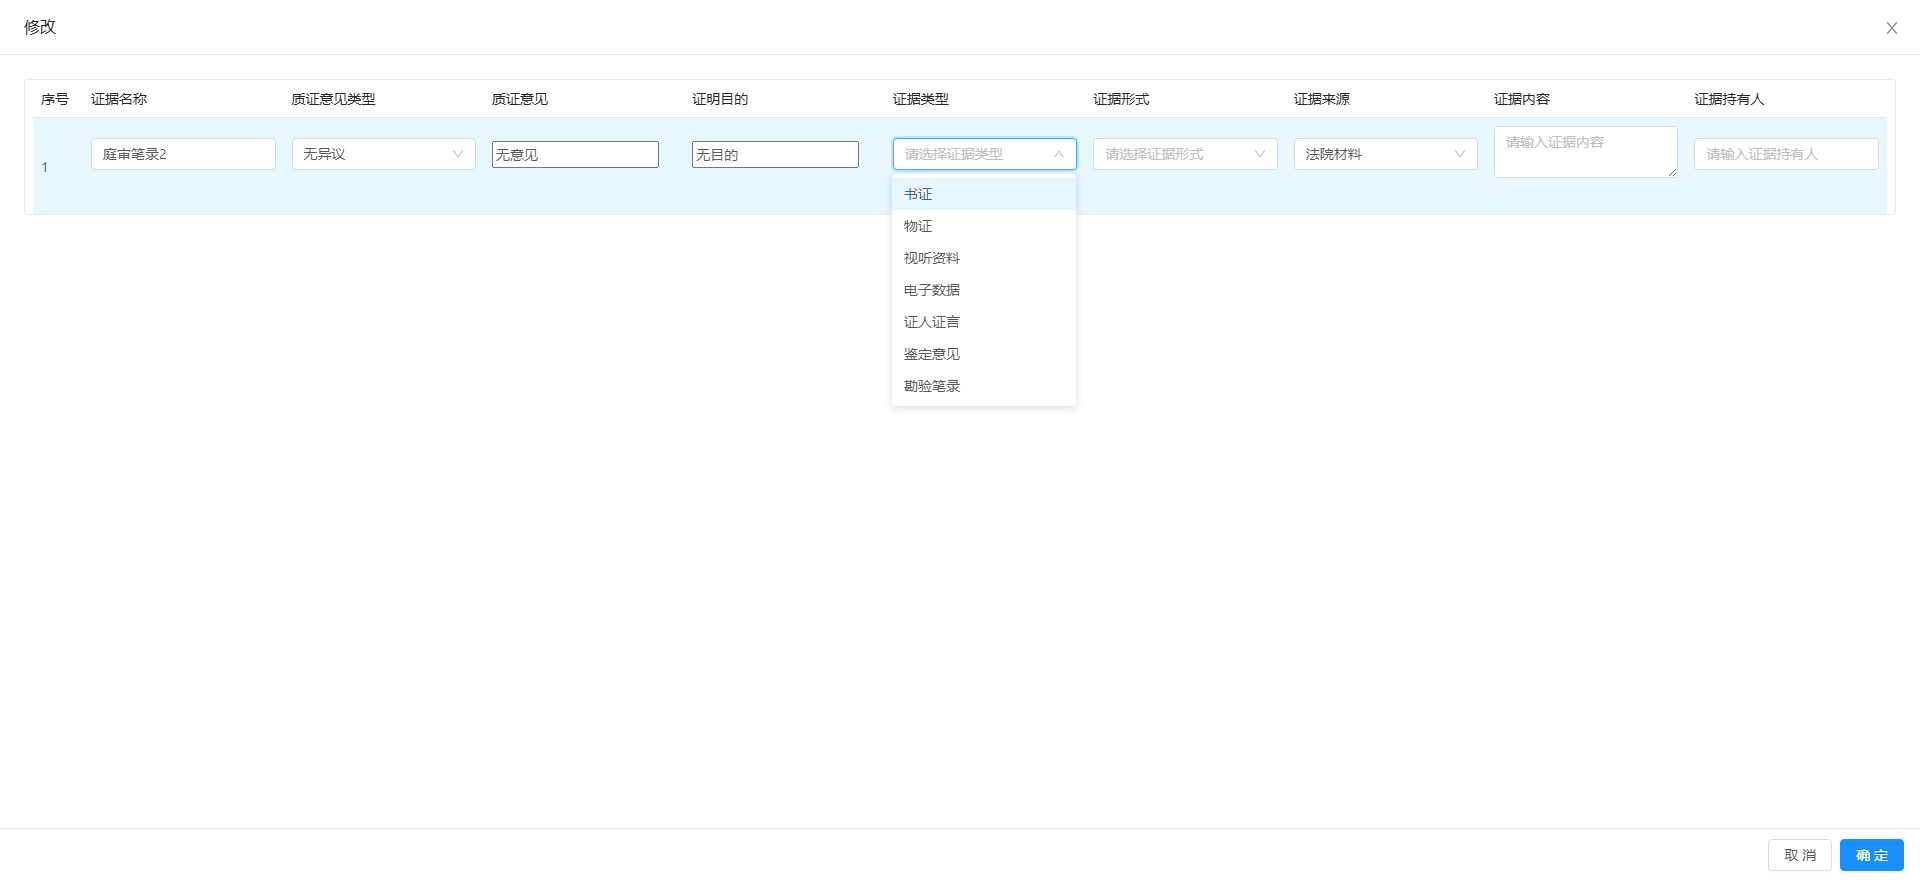 修改
序号 证据名称 质证意见类型 质证意见 证明目的 证据类型 证据形式 证据来源 证据内容 证据持有人
1 庭审笔录2 无异议 无意见 无目的 请选择证据类型 请选择证据形式 法院材料 请输入证据内容 请输入证据持有人
书证
物证
视听资料
电子数据
证人证言
鉴定意见
勘验笔录
取 消 确 定